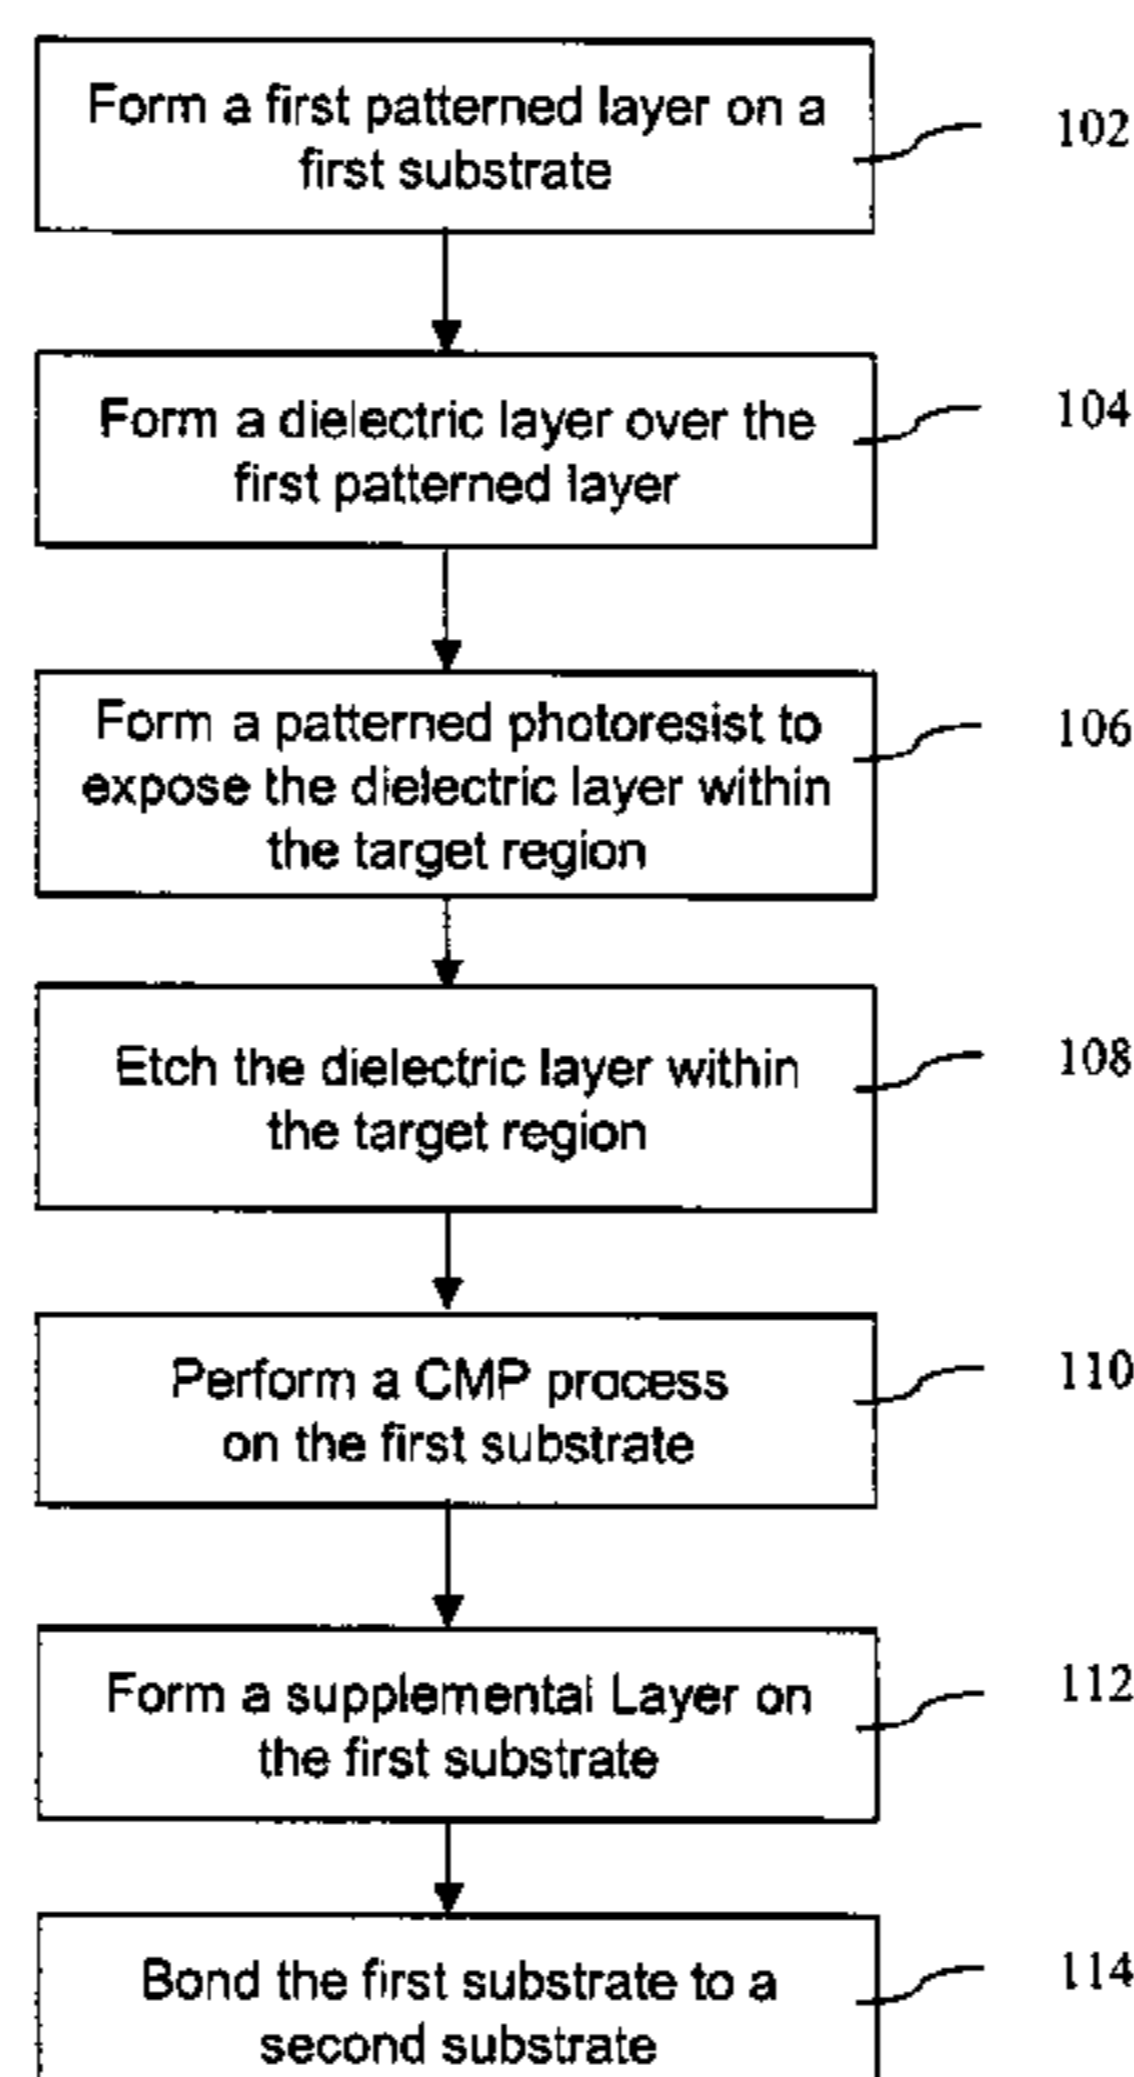 Form a first patterned layer on a
first substrate
102
Form a dielectric layer over the
first patterned layer
104
Form a patterned photoresist to
expose the dielectric layer within
the target region
106
Etch the dielectric layer within
the target region
108
Perform a CMP process
on the first substrate
110
Form a supplemental Layer on
the first substrate
112
Bond the first substrate to a
second substrate
114